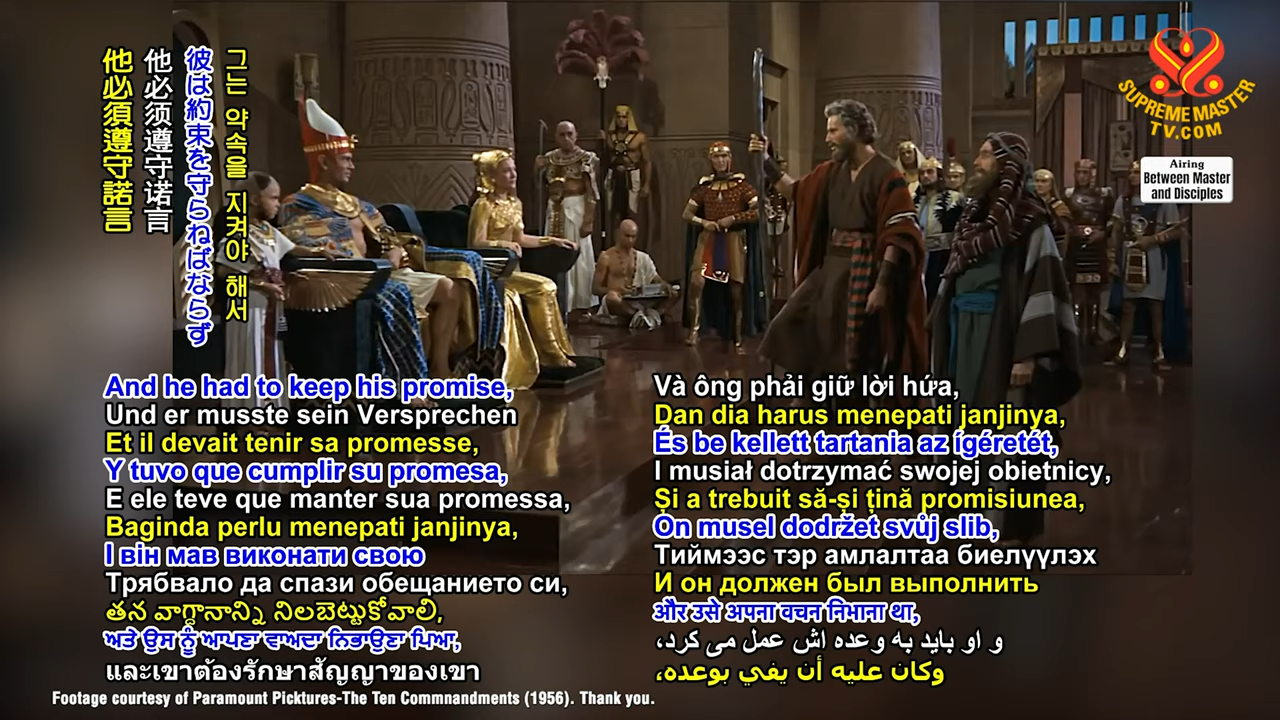 他必須遵守諾言
他必须遵守诺言
彼は約束を守らねばならず
그는 약속을 지켜야 해서
SUPREME MASTER
TV.COM
Airing
Between Master
and Disciples
And he had to keep his promise,
Und er musste sein Versprechen
Et il devait tenir sa promesse,
Y tuvo que cumplir su promesa,
E ele teve que manter sua promessa,
Baginda perlu menepati janjinya,
І він мав виконати свою
Трябвало да спази обещанието си,
తన వాగ్దానాన్ని నిలబెట్టుకోవాలి,
ਅਤੇ ਉਸ ਨੂੰ ਆਪਣਾ ਵਾਅਦਾ ਨਿਭਾਉਣਾ ਪਿਆ,
และเขาต้องรักษาสัญญาของเขา
Và ông phải giữ lời hứa,
Dan dia harus menepati janjinya,
És be kellett tartania az ígéretét,
I musiał dotrzymać swojej obietnicy,
Și a trebuit să-și țină promisiunea,
On musel dodržet svůj slib,
Тиймээс тэр амлалтаа биелүүлэх
И он должен был выполнить
और उसे अपना वचन निभाना था,
و او باید به وعده اش عمل می کرد،
وكان عليه أن يفي بوعده،
Footage courtesy of Paramount Picktures-The Ten Commnandments (1956). Thank you.